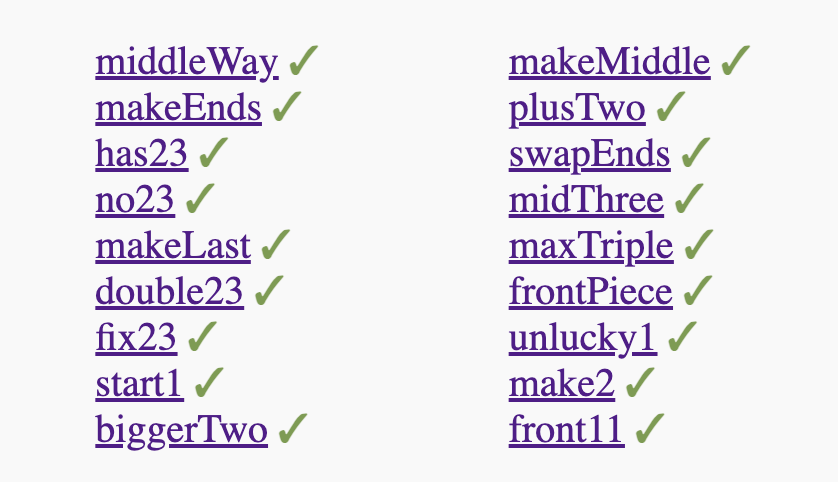 middleWay ✓
makeEnds ✓
has23 ✓
no23 ✓
makeLast ✓
double23 ✓
fix23 ✓
start1 ✓
biggerTwo ✓
makeMiddle ✓
plusTwo ✓
swapEnds ✓
midThree ✓
maxTriple ✓
frontPiece ✓
unlucky1 ✓
make2 ✓
front11 ✓